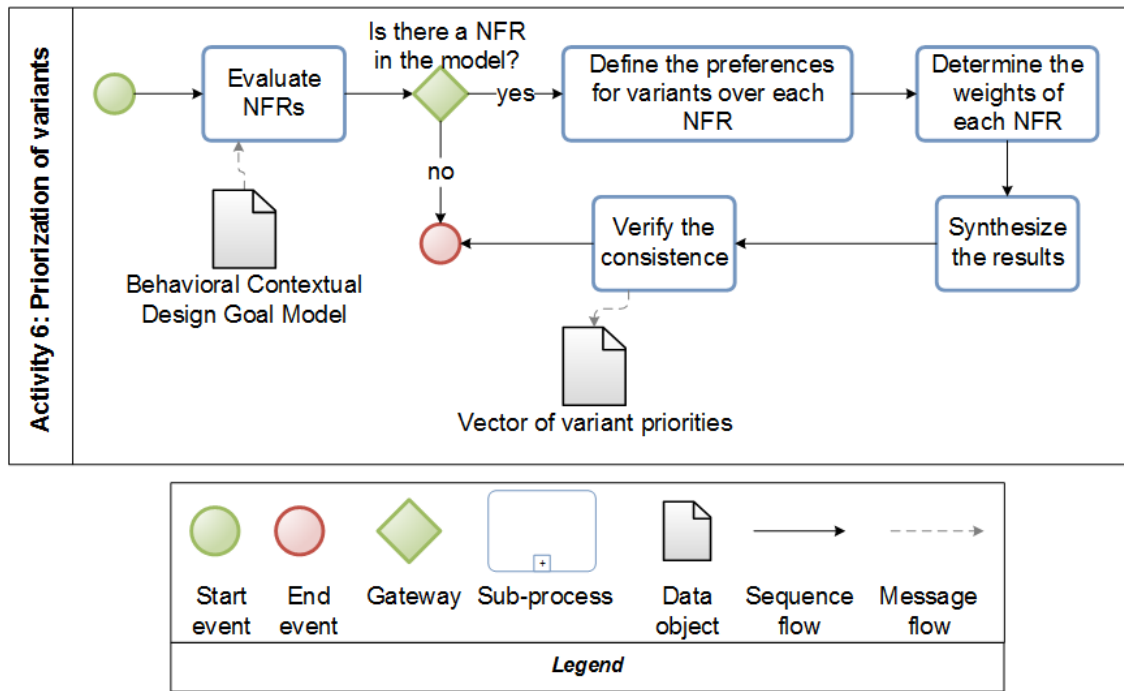 Activity 6: Priorization of variants
Is there a NFR
in the model?
Evaluate
NFRs
yes
Define the preferences
for variants over each
NFR
Determine the
weights of
each NFR
no
Behavioral Contextual
Design Goal Model
Verify the
consistence
Synthesize
the results
Vector of variant priorities
+
Start
event
End
event
Gateway
Sub-process
Data
object
Sequence
flow
Message
flow
Legend